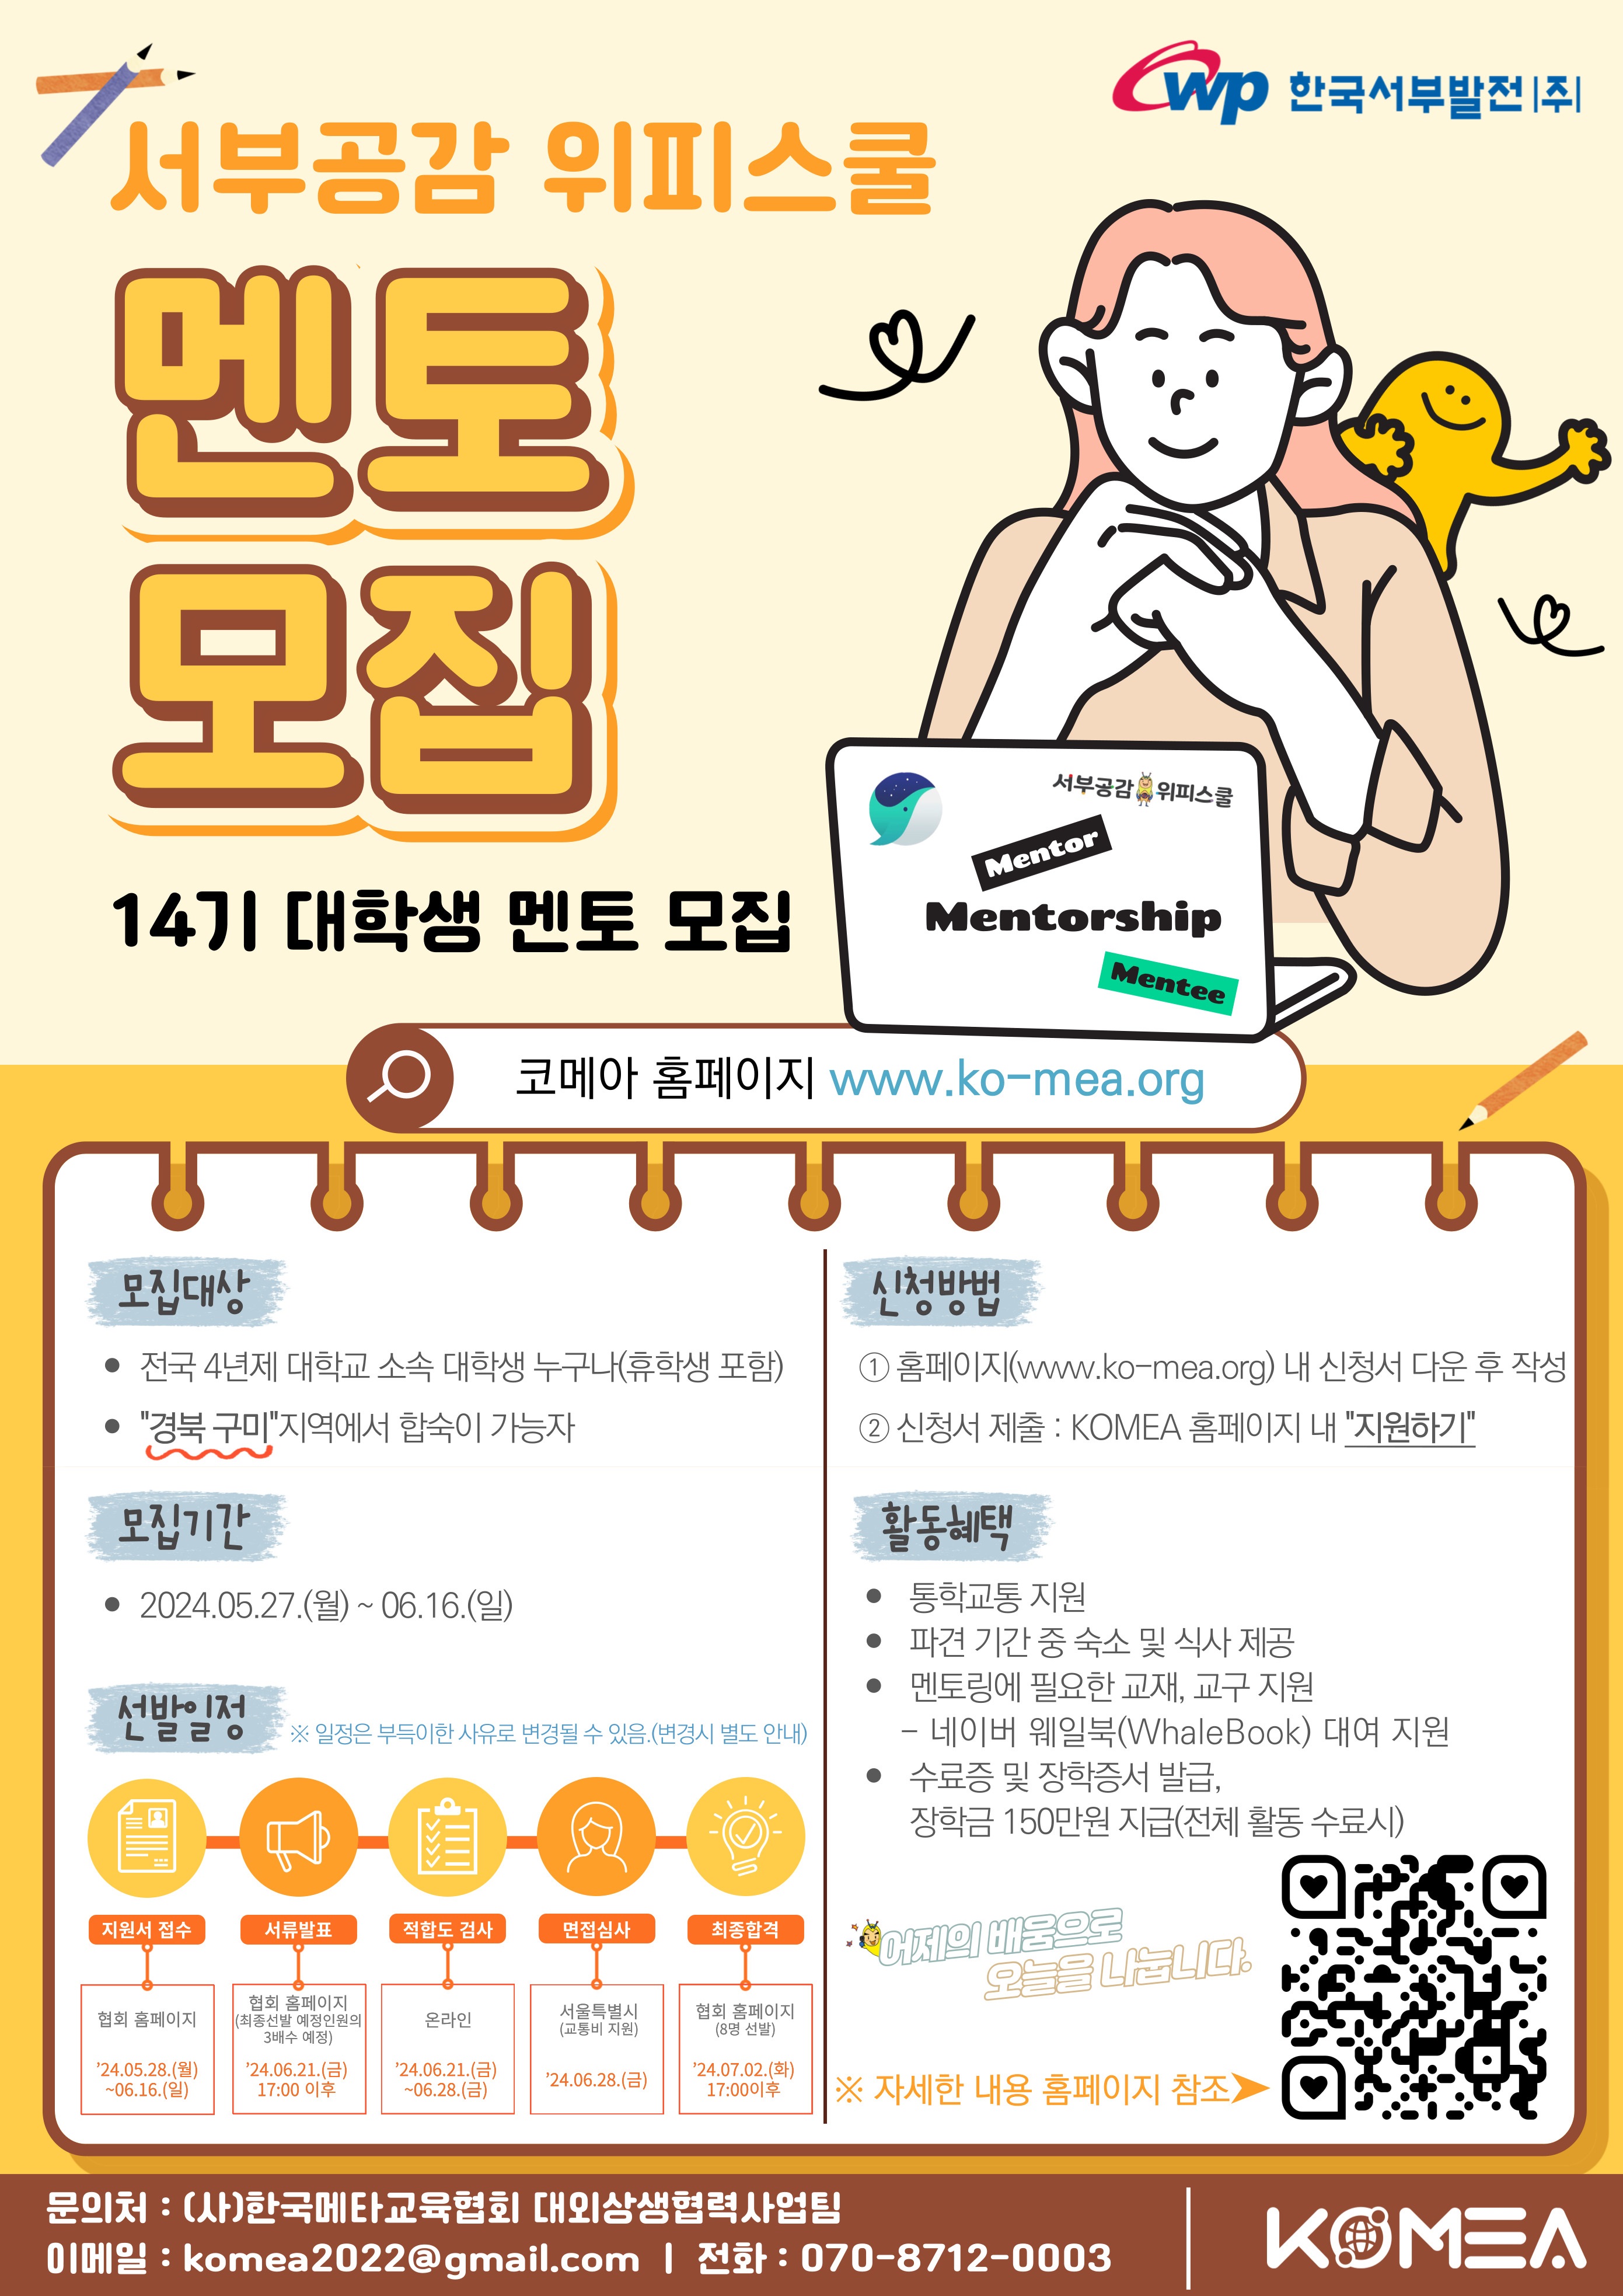 wp 한국서부발전|주|
서부공감 위피스쿨
멘토
모집
14기 대학생 멘토 모집
서부공감 위피스쿨
Mentor
Mentorship
Mentee
코메아 홈페이지 www.ko-mea.org
모집대상
• 전국 4년제 대학교 소속 대학생 누구나(휴학생 포함)
• "경북 구미"지역에서 합숙이 가능자
모집기간
• 2024.05.27.(월) ~ 06.16.(일)
선발일정
※ 일정은 부득이한 사유로 변경될 수 있음.(변경시 별도 안내)
지원서 접수
협회 홈페이지
'24.05.28.(월)
~06.16.(일)
서류발표
협회 홈페이지
(최종선발 예정인원의
3배수 예정)
'24.06.21.(금)
17:00 이후
적합도 검사
온라인
'24.06.21.(금)
~06.28.(금)
면접심사
서울특별시
(교통비 지원)
'24.06.28.(금)
최종합격
협회 홈페이지
(8명 선발)
'24.07.02.(화)
17:00이후
신청방법
① 홈페이지(www.ko-mea.org) 내 신청서 다운 후 작성
② 신청서 제출 : KOMEA 홈페이지 내 "지원하기"
활동혜택
• 통학교통 지원
• 파견 기간 중 숙소 및 식사 제공
• 멘토링에 필요한 교재, 교구 지원
– 네이버 웨일북(WhaleBook) 대여 지원
• 수료증 및 장학증서 발급,
장학금 150만원 지급(전체 활동 수료시)
어제의 배움으로
오늘을 나눕니다.
※ 자세한 내용 홈페이지 참조➤
문의처 : (사)한국메타교육협회 대외상생협력사업팀
이메일 : komea2022@gmail.com | 전화 : 070-8712-0003
KOMEA